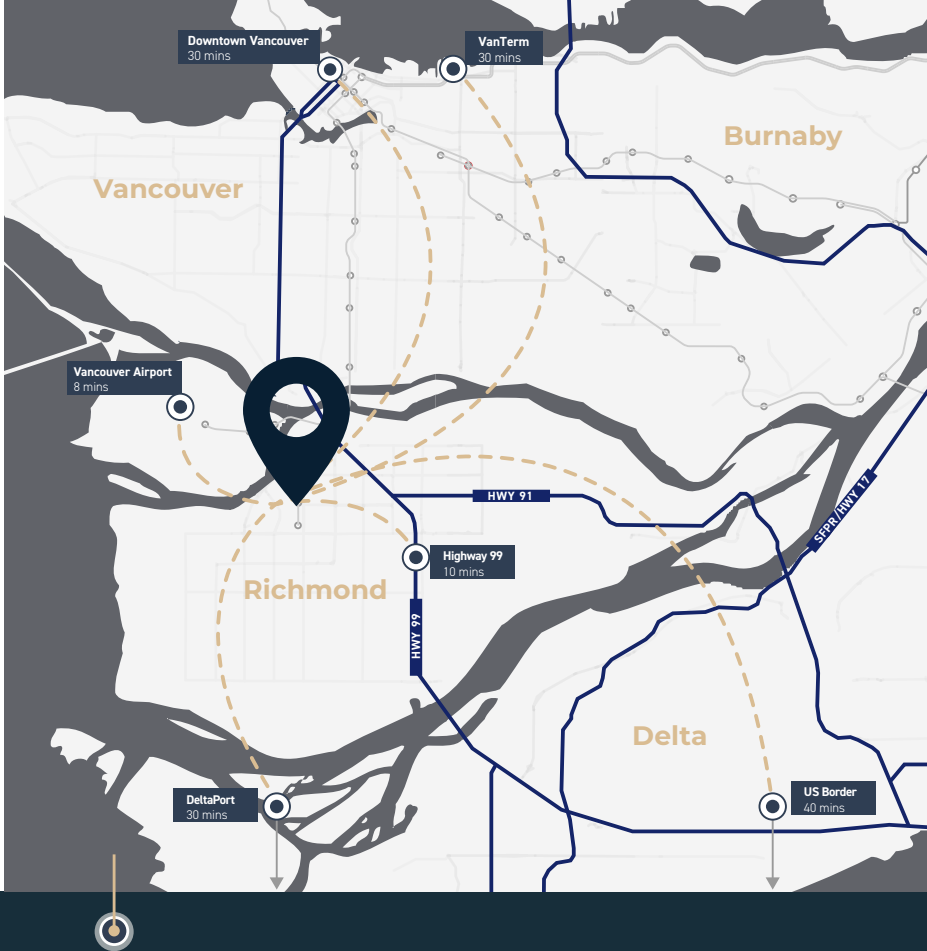 Downtown Vancouver
30 mins
VanTerm
30 mins
Burnaby
Vancouver
Vancouver Airport
8 mins
HWY 91
SFPR/HWY 17
Highway 99
10 mins
Richmond
HWY 99
Delta
DeltaPort
30 mins
US Border
40 mins